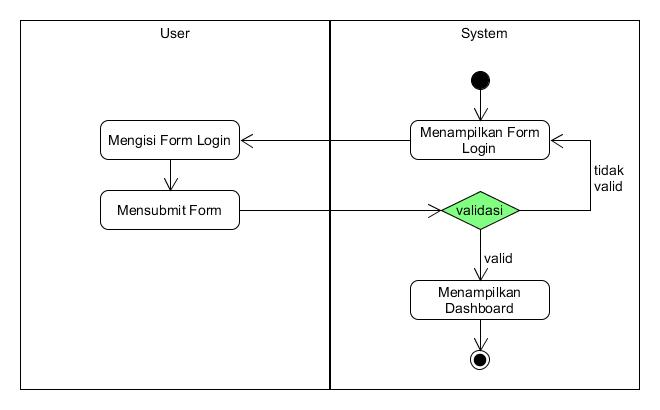 User
System
Menampilkan Form
Login
Mengisi Form Login
tidak
valid
Mensubmit Form
validasi
valid
Menampilkan
Dashboard